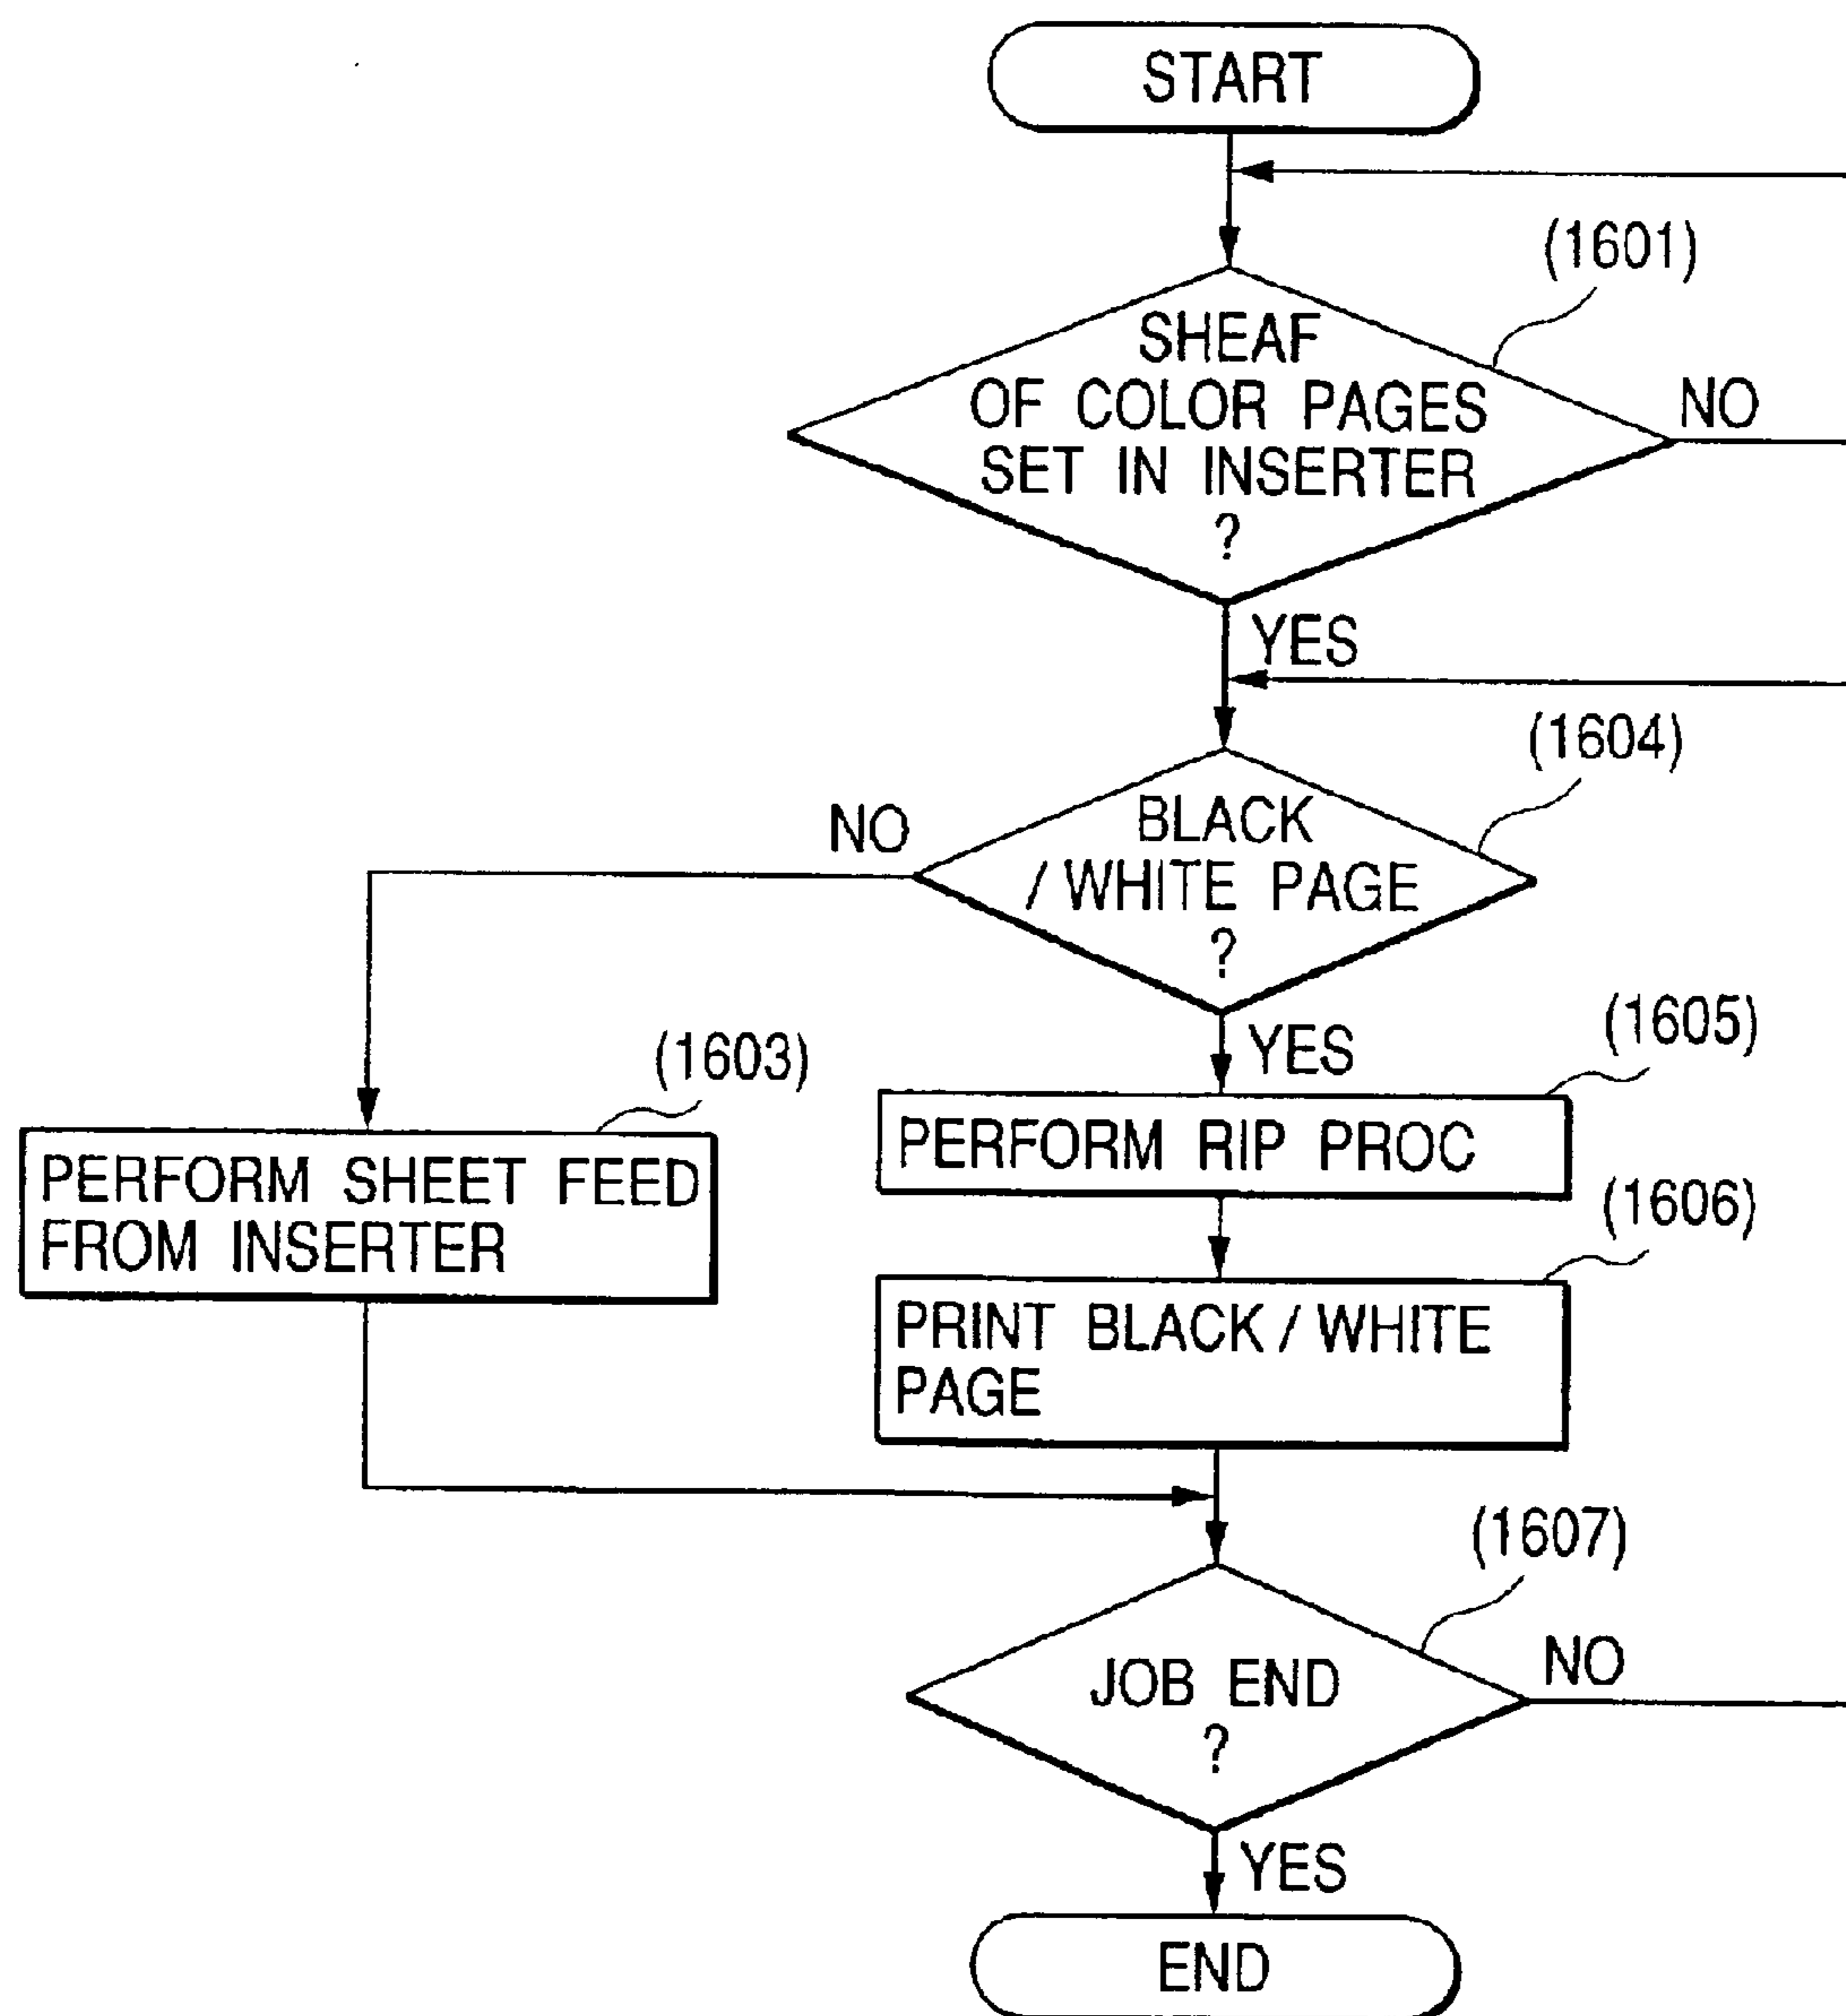 START
(1601)
SHEAF
OF COLOR PAGES
SET IN INSERTER
?
NO
YES
(1604)
BLACK
/ WHITE PAGE
?
NO
YES
(1605)
PERFORM RIP PROC
(1603)
PERFORM SHEET FEED
FROM INSERTER
(1606)
PRINT BLACK / WHITE
PAGE
(1607)
JOB END
?
NO
YES
END